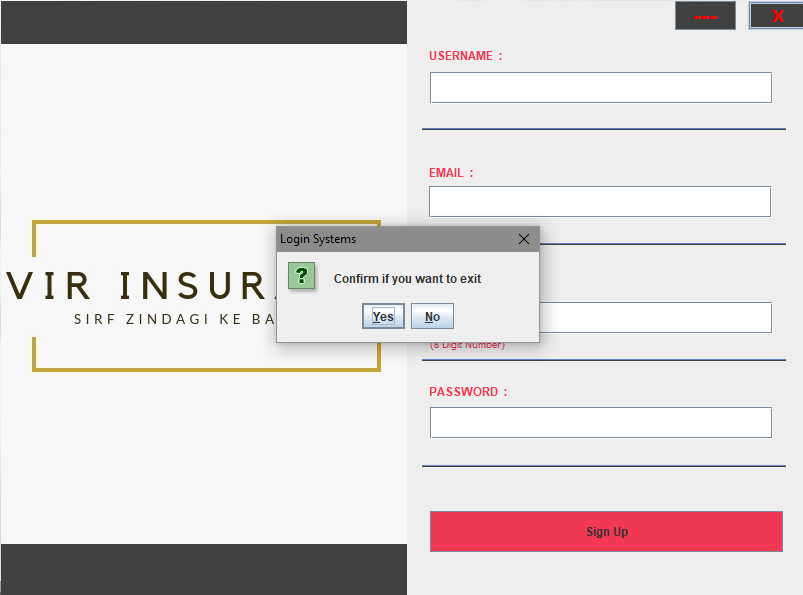 --- X
USERNAME :
EMAIL :
Login Systems
? Confirm if you want to exit
Yes No
VIR INSUR
SIRF ZINDAGI KE BA
(8 Digit Number)
PASSWORD :
Sign Up